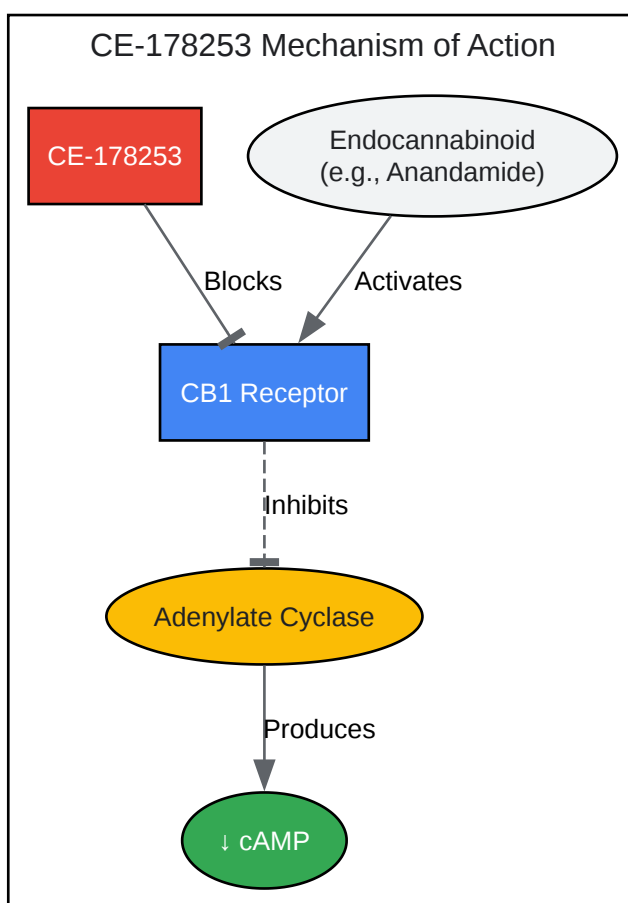 CE-178253 Mechanism of Action
CE-178253
Endocannabinoid
(e.g., Anandamide)
Blocks
Activates
CB1 Receptor
Inhibits
Adenylate Cyclase
Produces
↓ cAMP